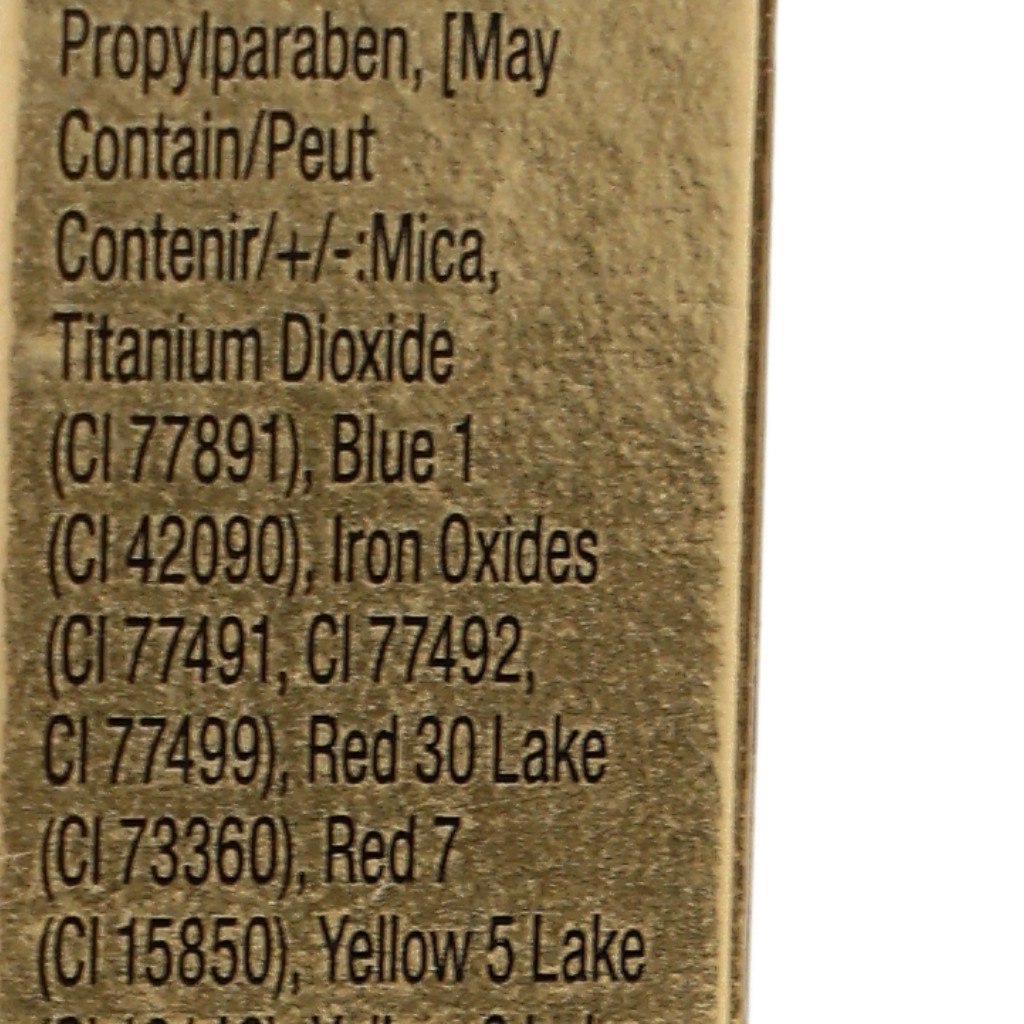 Propylparaben, [May
Contain/Peut
Contenir/+/-:Mica,
Titanium Dioxide
(CI 77891), Blue 1
(CI 42090), Iron Oxides
(CI 77491, CI 77492,
CI 77499), Red 30 Lake
(CI 73360), Red 7
(CI 15850), Yellow 5 Lake